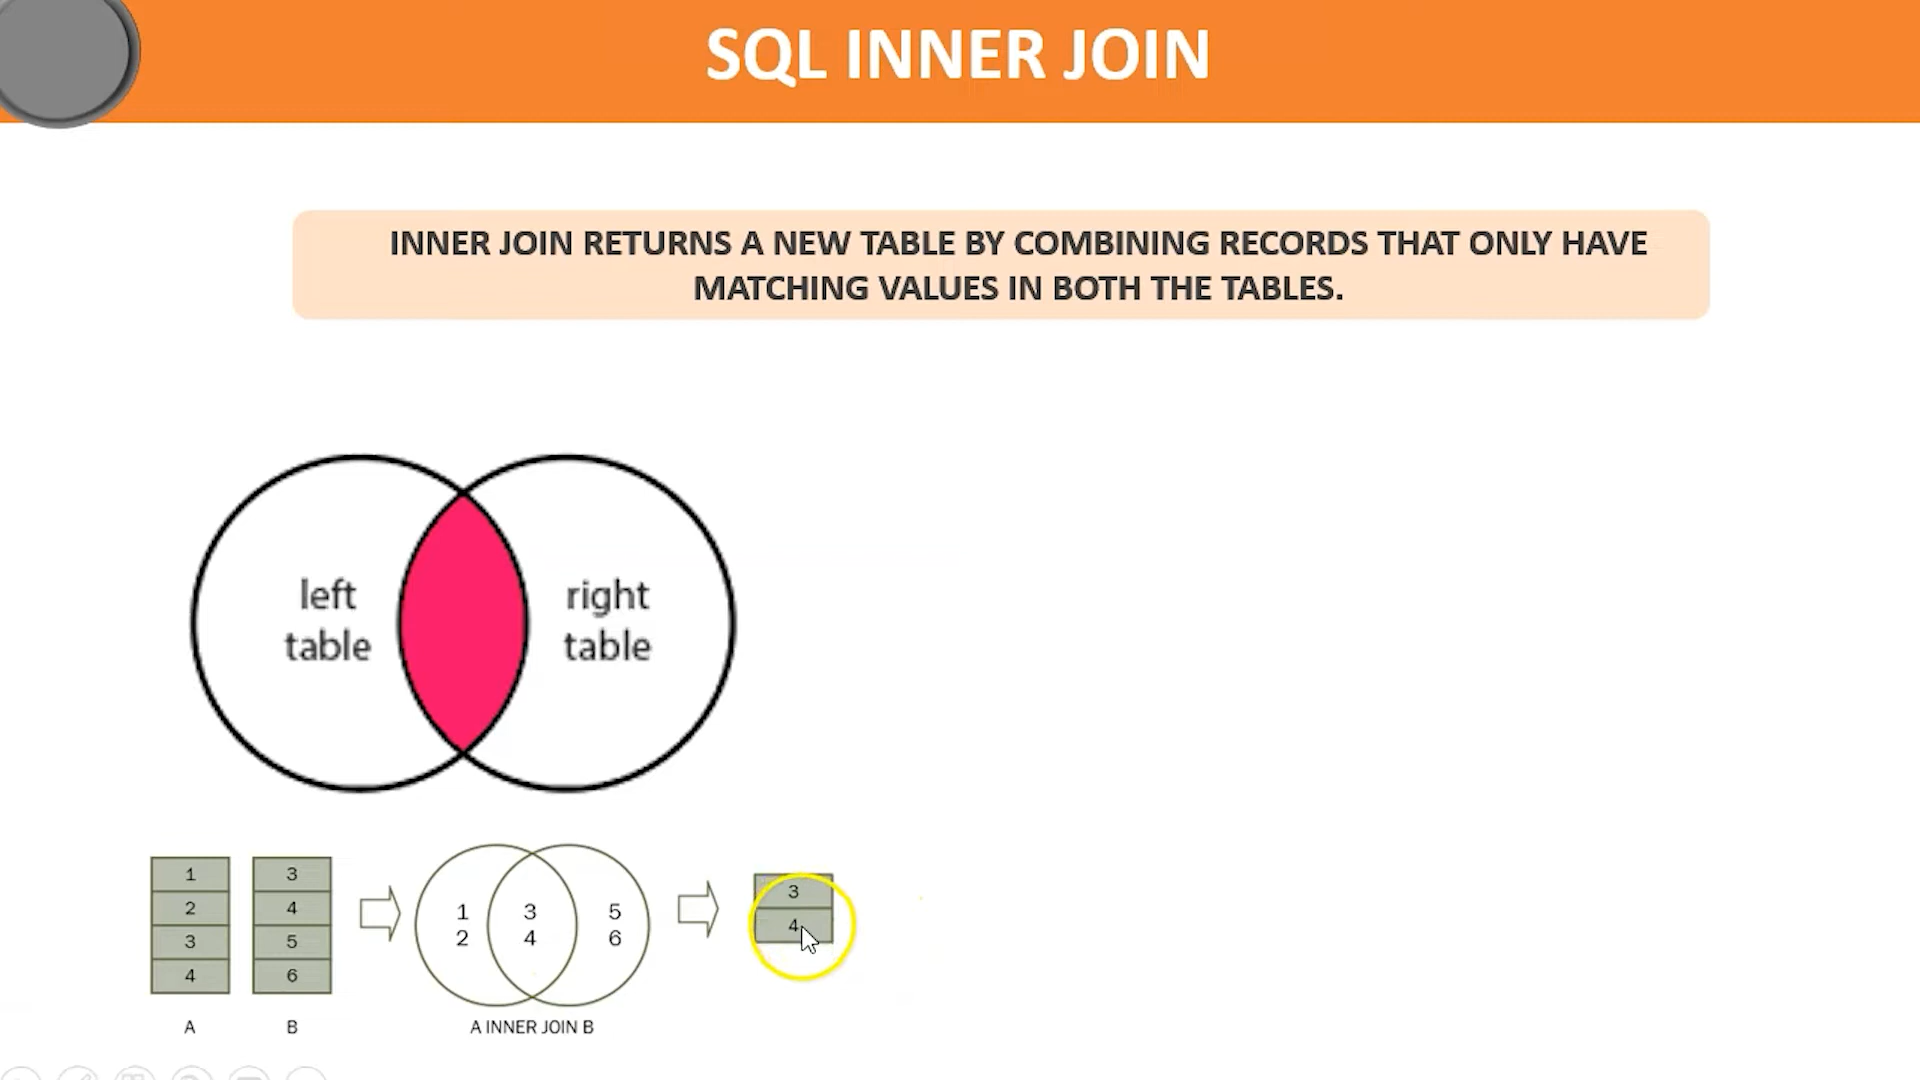 SQL INNER JOIN
INNER JOIN RETURNS A NEW TABLE BY COMBINING RECORDS THAT ONLY HAVE
MATCHING VALUES IN BOTH THE TABLES.
left
table
right
table
1
2
3
4
A
3
4
5
6
B
1
2
3
4
5
6
A INNER JOIN B
3
4